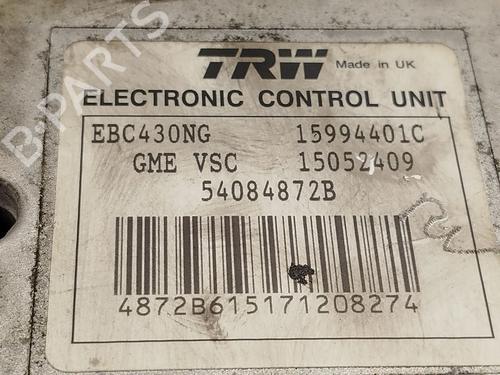 TRW Made in UK
ELECTRONIC CONTROL UNIT
EBC430NG 15994401C
GME VSC 15052409
54084872B
4872B615171208274
B-PARTS